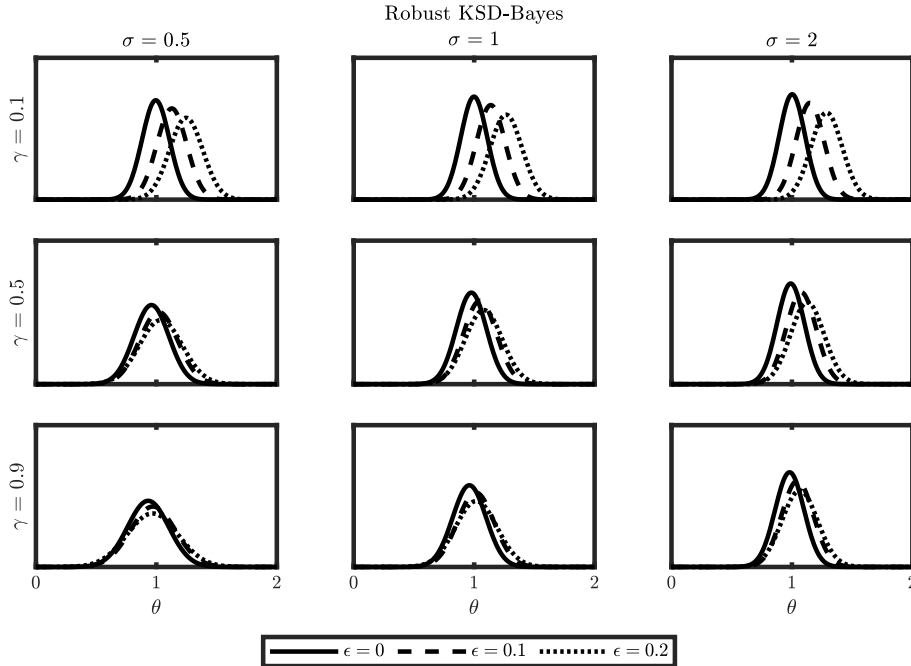 Robust KSD-Bayes
σ = 0.5 σ = 1 σ = 2
γ = 0.1
γ = 0.5
γ = 0.9
0 1 2 0 1 2 0 1 2
θ θ θ
ϵ = 0 ϵ = 0.1 ϵ = 0.2